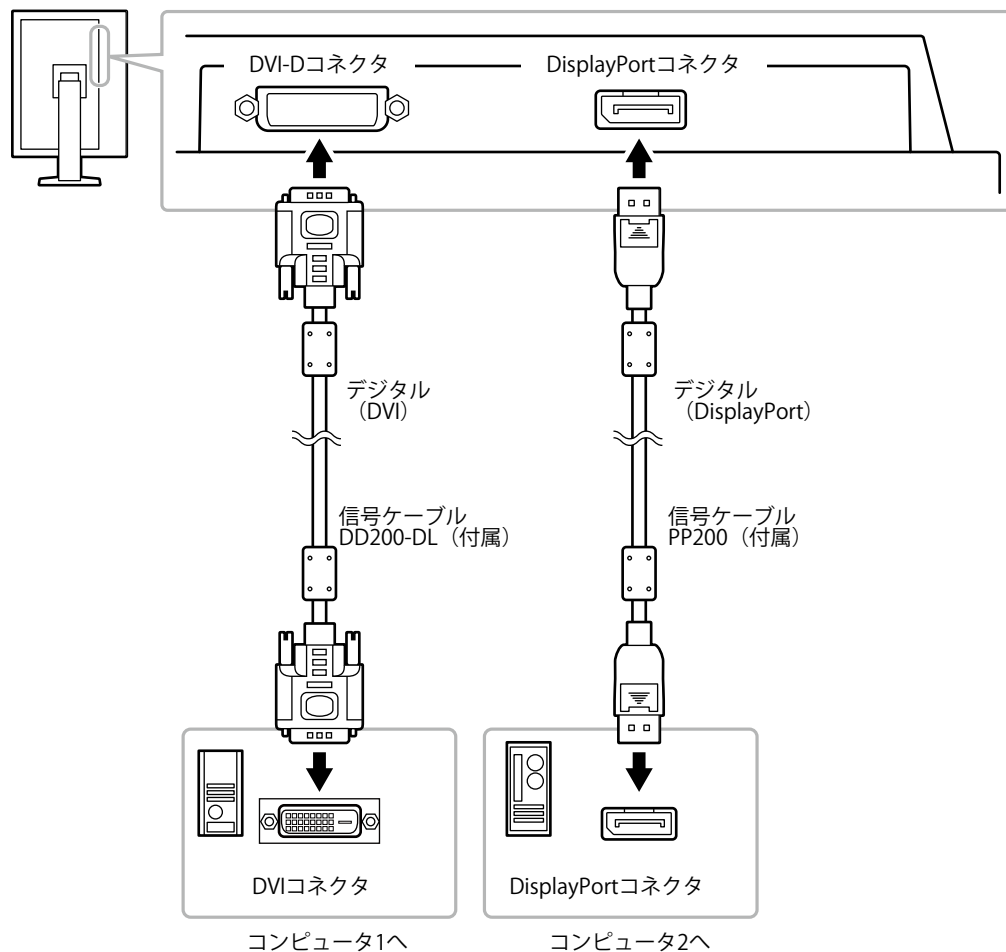 DVI-Dコネクタ
DisplayPortコネクタ
デジタル
（DVI）
デジタル
（DisplayPort）
信号ケーブル
DD200-DL（付属）
信号ケーブル
PP200（付属）
DVIコネクタ
DisplayPortコネクタ
コンピュータ1へ
コンピュータ2へ